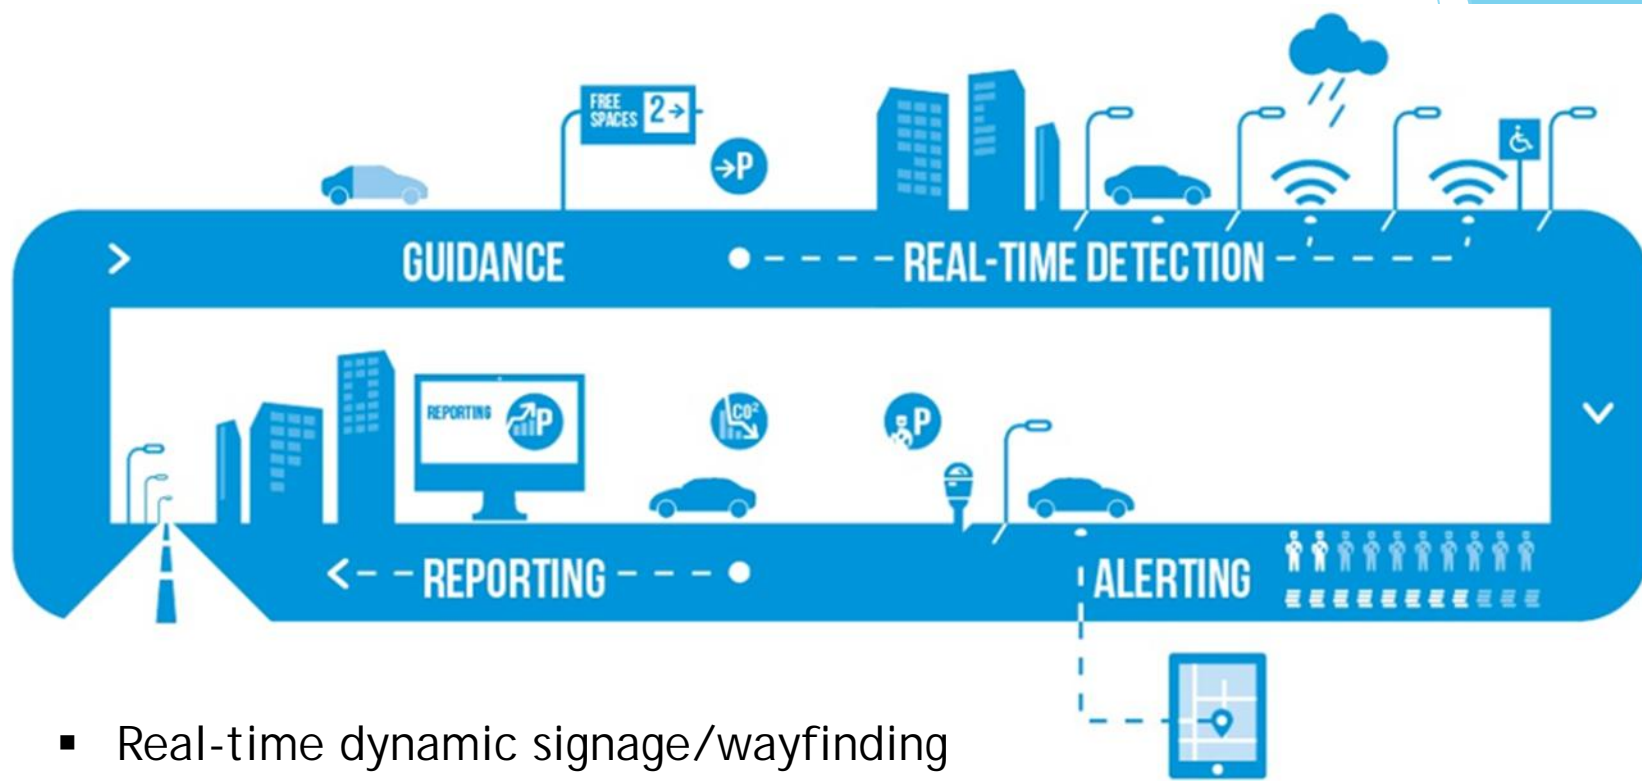 FREE
SPACES
2→
→P
GUIDANCE
REAL-TIME DETECTION
REPORTING
P
CO²
P
REPORTING
ALERTING
▪ Real-time dynamic signage/wayfinding